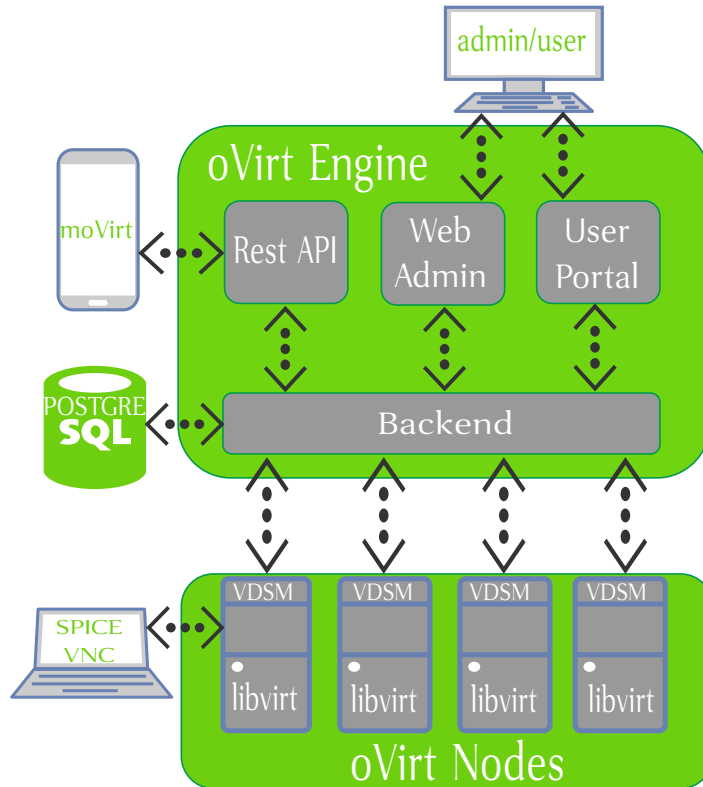 admin/user
oVirt Engine
moVirt
Rest API
Web
Admin
User
Portal
POSTGRE
SQL
Backend
VDSM
VDSM
VDSM
VDSM
SPICE
VNC
libvirt
libvirt
libvirt
libvirt
oVirt Nodes